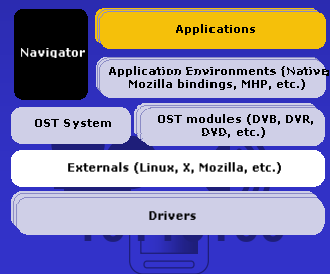 Navigator
Applications
Application Environments (Native,
Mozilla bindings, MHP, etc.)
OST System
OST modules (DVB, DVR,
DVD, etc.)
Externals (Linux, X, Mozilla, etc.)
Drivers